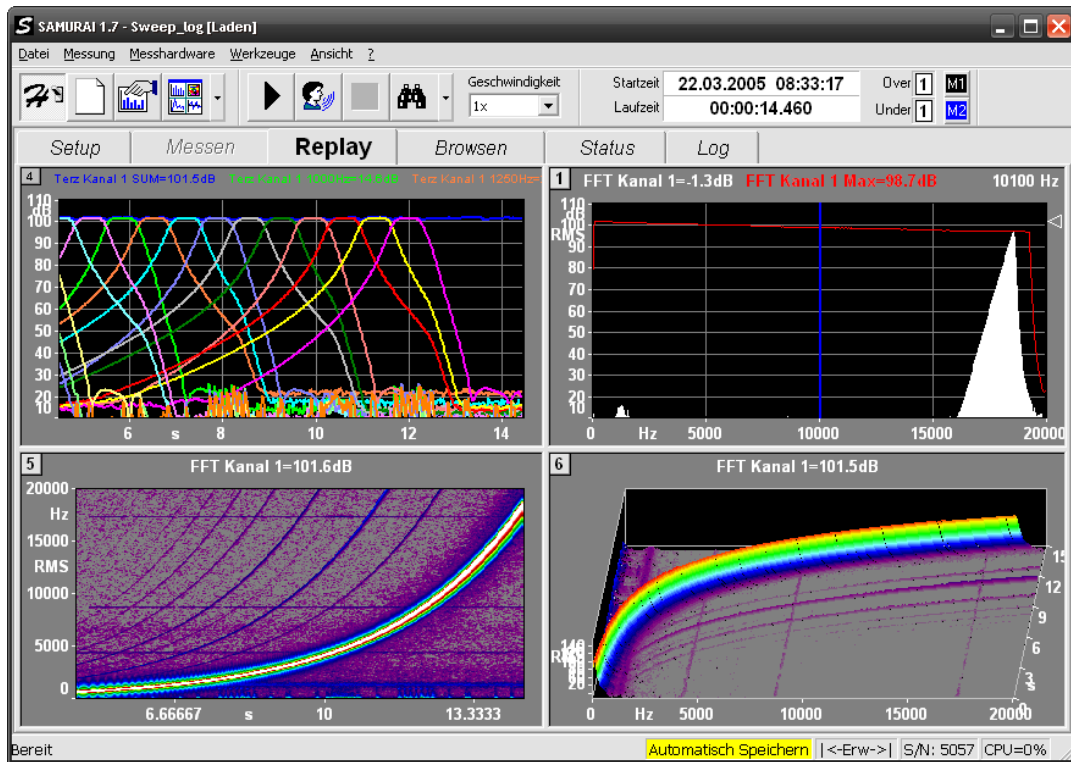 SAMURAI 1.7 - Sweep_log [Laden]
Datei Messung Messhardware Werkzeuge Ansicht ?
Geschwindigkeit
1x
Startzeit 22.03.2005 08:33:17
Laufzeit 00:00:14.460
Over 1 M1
Under 1 M2
Setup Messen Replay Browsen Status Log
4 Terz Kanal 1 SUM=101.5dB Terz Kanal 1 1000Hz=14.6dB Terz Kanal 1 1250Hz=
110
dB
100
90
80
70
60
50
40
30
20
10
6 s 8 10 12 14
1 FFT Kanal 1=-1.3dB FFT Kanal 1 Max=98.7dB 10100 Hz
110
dB
100
RMS
90
80
70
60
50
40
30
20
10
0 Hz 5000 10000 15000 20000
5 FFT Kanal 1=101.6dB
20000
Hz
15000
RMS
10000
5000
0
6.66667 s 10 13.3333
6 FFT Kanal 1=101.5dB
140
20
0 Hz 5000 10000 15000 20000
15
12
9
6
3
s
0
Bereit
Automatisch Speichern |<-Erw->| S/N: 5057 CPU=0%